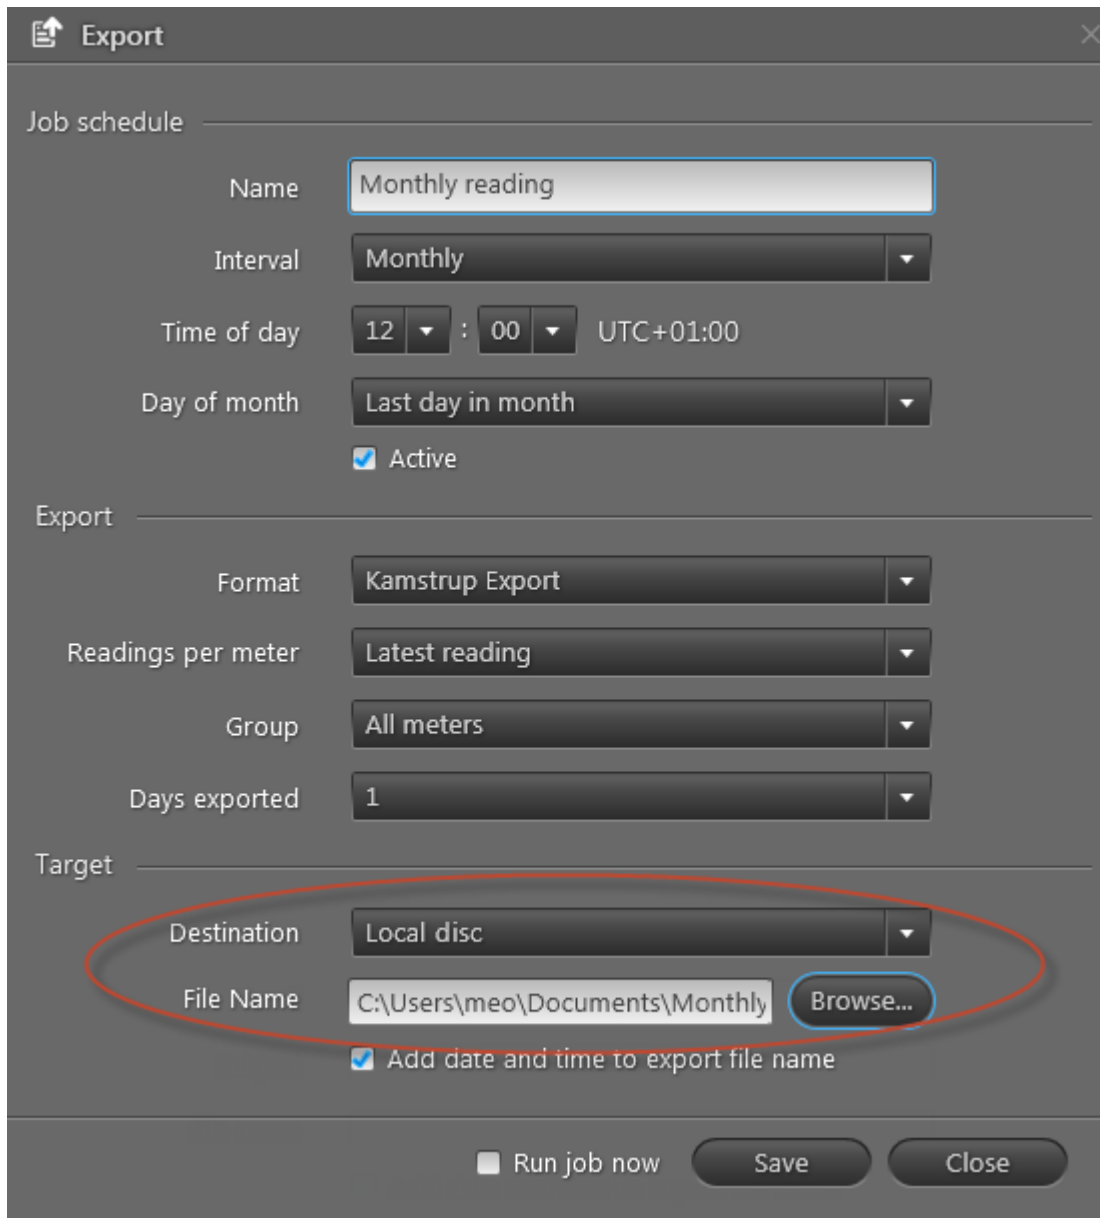 Export
Job schedule
Name Monthly reading
Interval Monthly
Time of day 12 : 00 UTC+01:00
Day of month Last day in month
Active
Export
Format Kamstrup Export
Readings per meter Latest reading
Group All meters
Days exported 1
Target
Destination Local disc
File Name C:\Users\meo\Documents\Monthly Browse...
Add date and time to export file name
Run job now Save Close